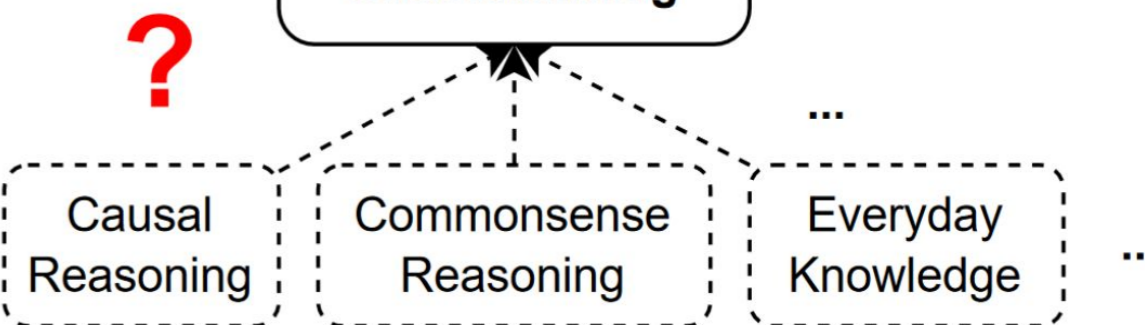 ?
...
Causal
Reasoning
Commonsense
Reasoning
Everyday
Knowledge
..